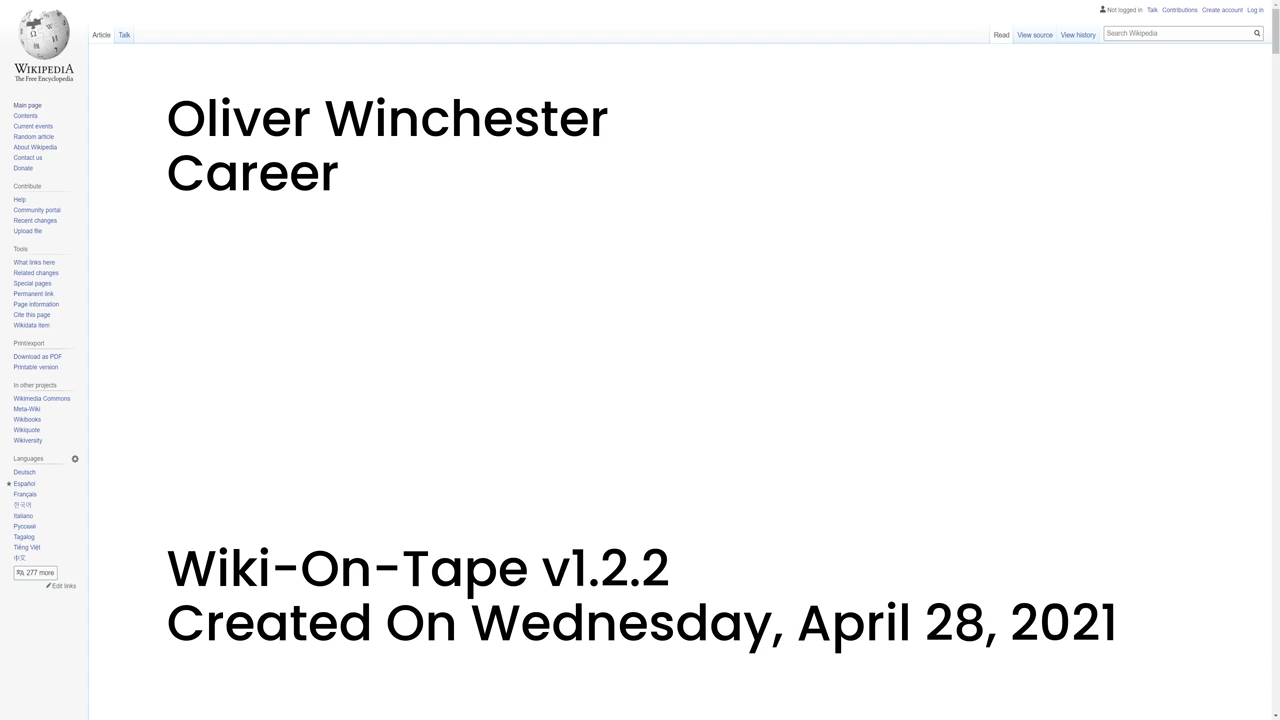 Not logged in Talk Contributions Create account Log in
Article Talk Read View source View history Search Wikipedia
WIKIPEDIA
The Free Encyclopedia
Main page
Contents
Current events
Random article
About Wikipedia
Contact us
Donate
Contribute
Help
Community portal
Recent changes
Upload file
Tools
What links here
Related changes
Special pages
Permanent link
Page information
Cite this page
Wikidata item
Print/export
Download as PDF
Printable version
In other projects
Wikimedia Commons
Meta-Wiki
Wikibooks
Wikiquote
Wikiversity
Languages
Deutsch
Español
Français
한국어
Italiano
Русский
Tagalog
Tiếng Việt
中文
277 more
Edit links
Oliver Winchester
Career
Wiki-On-Tape v1.2.2
Created On Wednesday, April 28, 2021